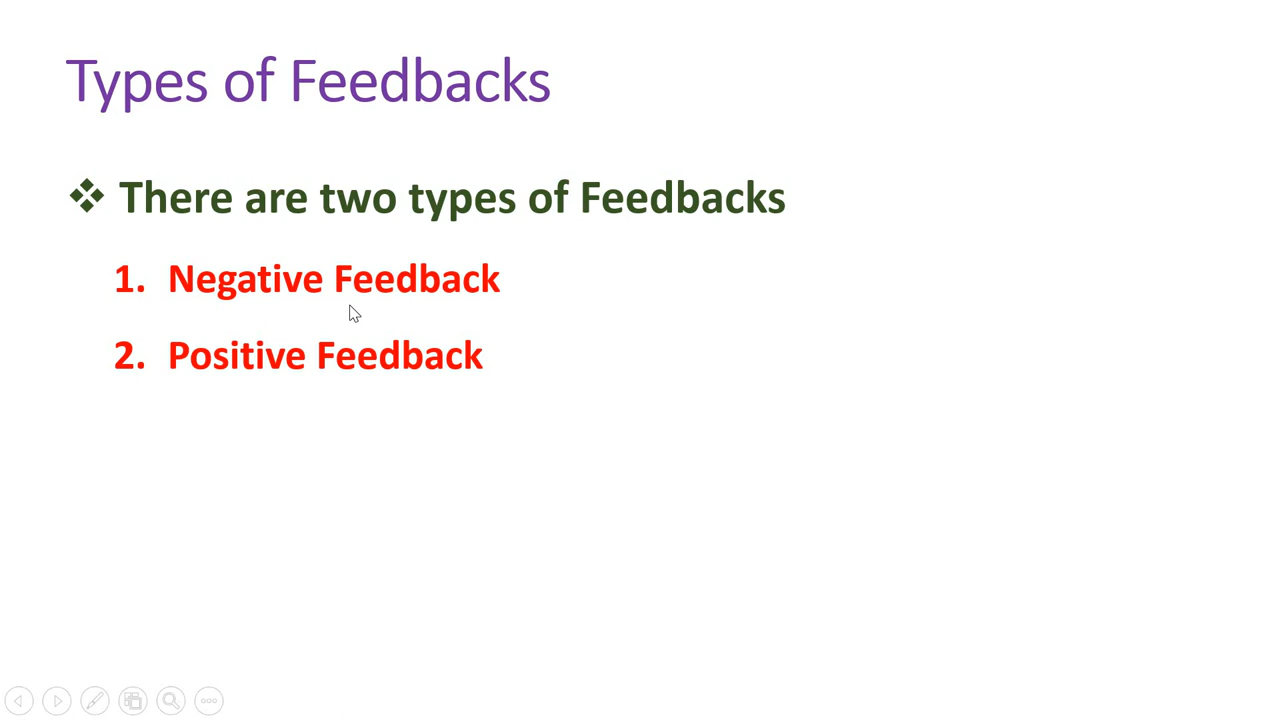 Types of Feedbacks
❖ There are two types of Feedbacks
1. Negative Feedback
2. Positive Feedback